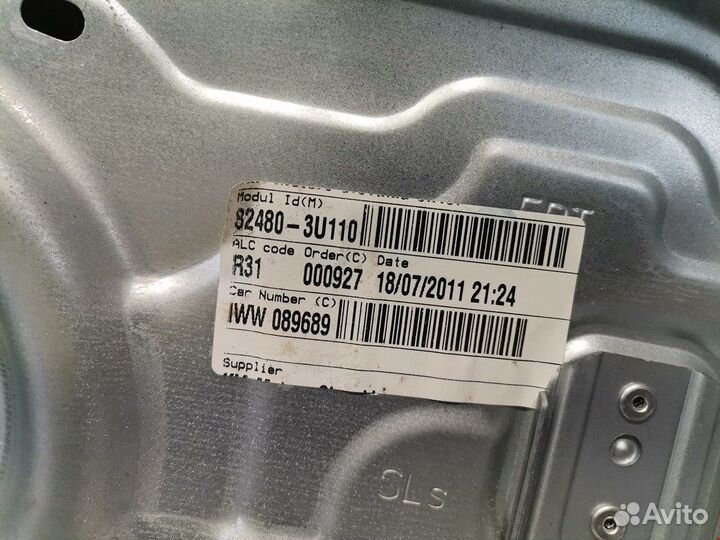 Modul Id(M)
82480-3U110
ALC code Order(C) Date
R31 000927 18/07/2011 21:24
Car Number (C)
IWW 089689
Supplier
SLs
Avito